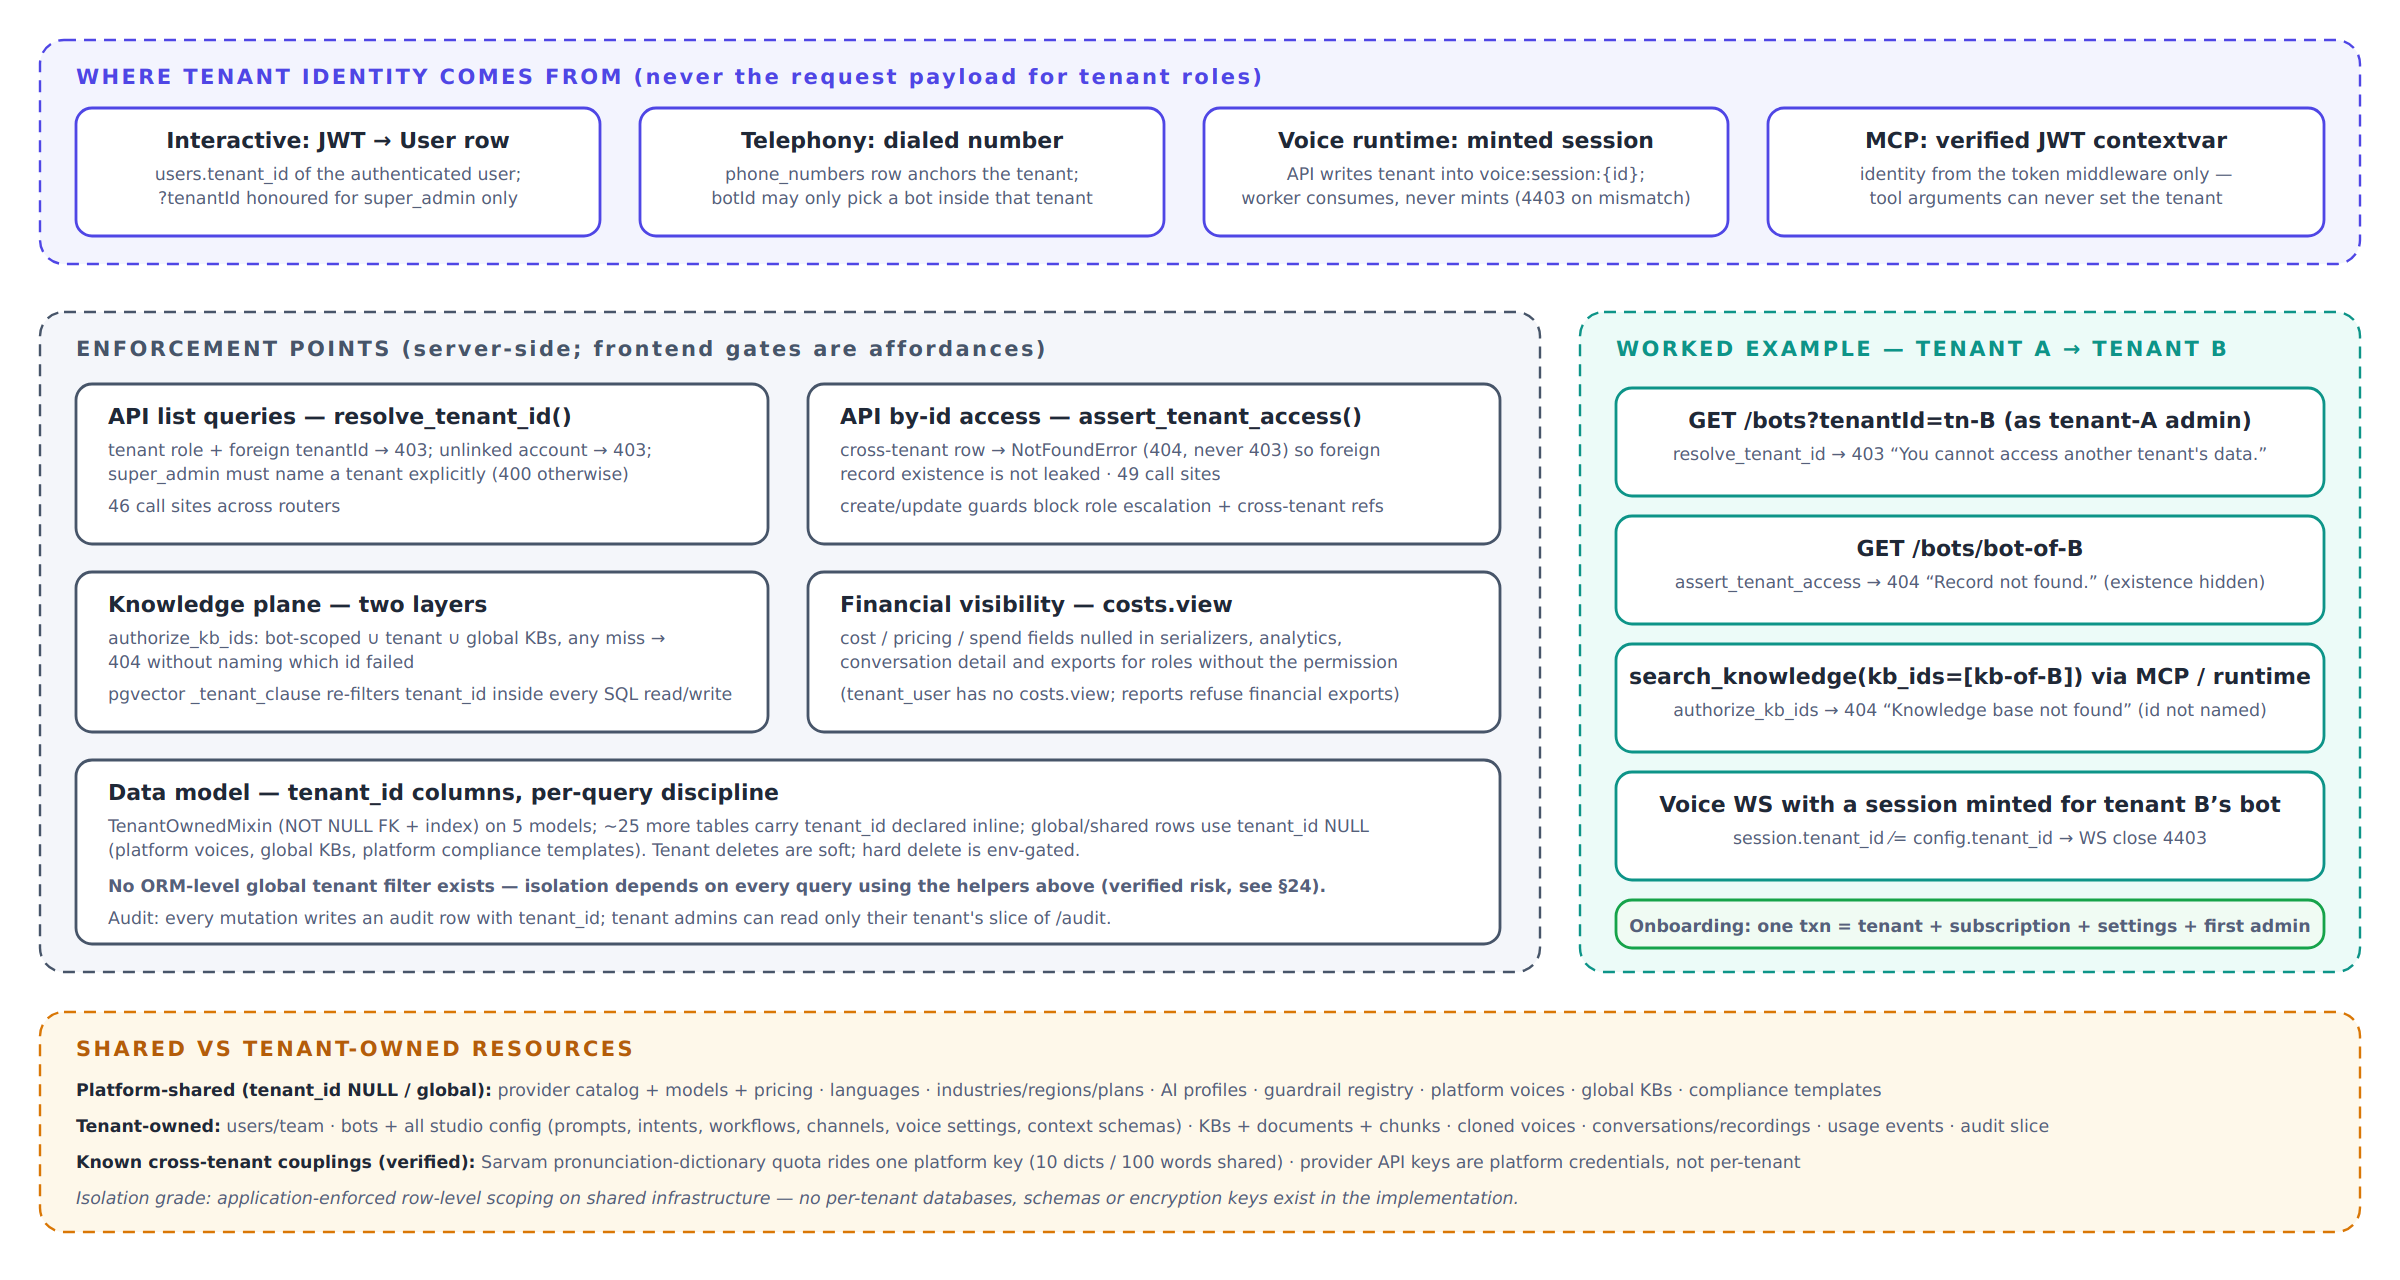 WHERE TENANT IDENTITY COMES FROM (never the request payload for tenant roles)
Interactive: JWT → User row
users.tenant_id of the authenticated user;
?tenantId honoured for super_admin only
Telephony: dialed number
phone_numbers row anchors the tenant;
botId may only pick a bot inside that tenant
Voice runtime: minted session
API writes tenant into voice:session:{id};
worker consumes, never mints (4403 on mismatch)
MCP: verified JWT contextvar
identity from the token middleware only —
tool arguments can never set the tenant
ENFORCEMENT POINTS (server-side; frontend gates are affordances)
API list queries — resolve_tenant_id()
tenant role + foreign tenantId → 403; unlinked account → 403;
super_admin must name a tenant explicitly (400 otherwise)
46 call sites across routers
API by-id access — assert_tenant_access()
cross-tenant row → NotFoundError (404, never 403) so foreign
record existence is not leaked · 49 call sites
create/update guards block role escalation + cross-tenant refs
Knowledge plane — two layers
authorize_kb_ids: bot-scoped ∪ tenant ∪ global KBs, any miss →
404 without naming which id failed
pgvector _tenant_clause re-filters tenant_id inside every SQL read/write
Financial visibility — costs.view
cost / pricing / spend fields nulled in serializers, analytics,
conversation detail and exports for roles without the permission
(tenant_user has no costs.view; reports refuse financial exports)
Data model — tenant_id columns, per-query discipline
TenantOwnedMixin (NOT NULL FK + index) on 5 models; ~25 more tables carry tenant_id declared inline; global/shared rows use tenant_id NULL
(platform voices, global KBs, platform compliance templates). Tenant deletes are soft; hard delete is env-gated.
No ORM-level global tenant filter exists — isolation depends on every query using the helpers above (verified risk, see §24).
Audit: every mutation writes an audit row with tenant_id; tenant admins can read only their tenant's slice of /audit.
WORKED EXAMPLE — TENANT A → TENANT B
GET /bots?tenantId=tn-B (as tenant-A admin)
resolve_tenant_id → 403 “You cannot access another tenant's data.”
GET /bots/bot-of-B
assert_tenant_access → 404 “Record not found.” (existence hidden)
search_knowledge(kb_ids=[kb-of-B]) via MCP / runtime
authorize_kb_ids → 404 “Knowledge base not found” (id not named)
Voice WS with a session minted for tenant B’s bot
session.tenant_id ≠ config.tenant_id → WS close 4403
Onboarding: one txn = tenant + subscription + settings + first admin
SHARED VS TENANT-OWNED RESOURCES
Platform-shared (tenant_id NULL / global): provider catalog + models + pricing · languages · industries/regions/plans · AI profiles · guardrail registry · platform voices · global KBs · compliance templates
Tenant-owned: users/team · bots + all studio config (prompts, intents, workflows, channels, voice settings, context schemas) · KBs + documents + chunks · cloned voices · conversations/recordings · usage events · audit slice
Known cross-tenant couplings (verified): Sarvam pronunciation-dictionary quota rides one platform key (10 dicts / 100 words shared) · provider API keys are platform credentials, not per-tenant
Isolation grade: application-enforced row-level scoping on shared infrastructure — no per-tenant databases, schemas or encryption keys exist in the implementation.